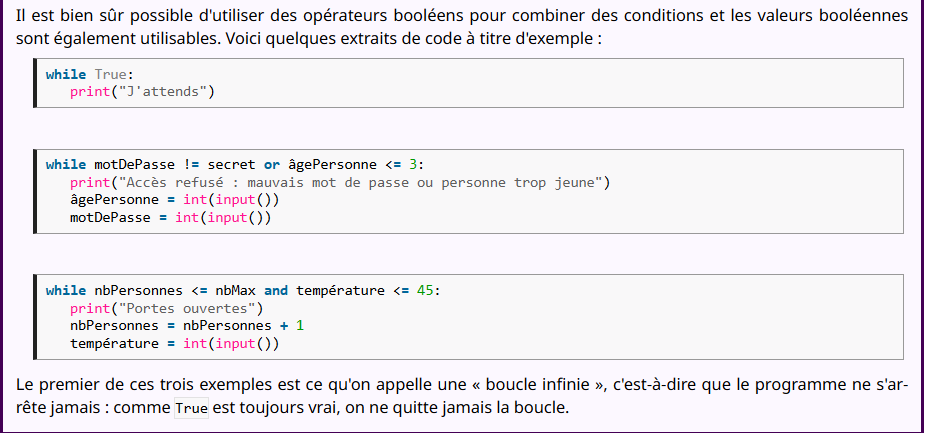 Il est bien sûr possible d'utiliser des opérateurs booléens pour combiner des conditions et les valeurs booléennes
sont également utilisables. Voici quelques extraits de code à titre d'exemple :
while True:
   print("J'attends")
while motDePasse != secret or âgePersonne <= 3:
   print("Accès refusé : mauvais mot de passe ou personne trop jeune")
   âgePersonne = int(input())
   motDePasse = int(input())
while nbPersonnes <= nbMax and température <= 45:
   print("Portes ouvertes")
   nbPersonnes = nbPersonnes + 1
   température = int(input())
Le premier de ces trois exemples est ce qu'on appelle une « boucle infinie », c'est-à-dire que le programme ne s'ar-
rête jamais : comme True est toujours vrai, on ne quitte jamais la boucle.